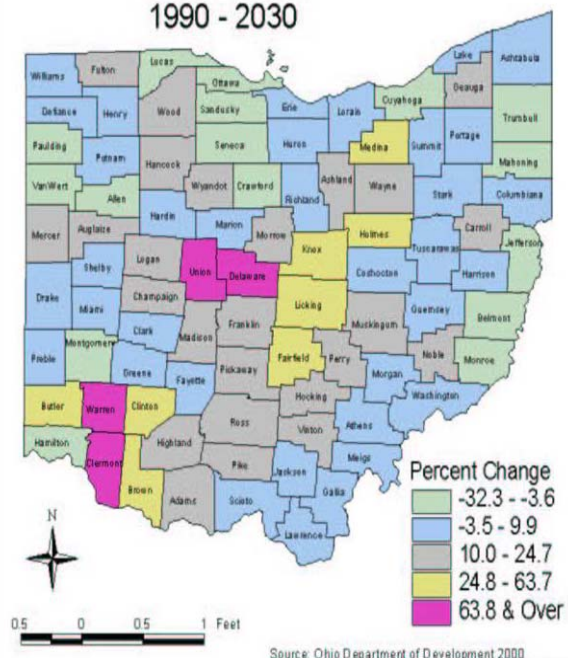 1990 - 2030
Williams
Fulton
Lucas
Ottawa
Lake
Ashtabula
Geauga
Cuyahoga
Defiance
Henry
Wood
Sandusky
Erie
Lorain
Trumbull
Paulding
Putnam
Hancock
Seneca
Huron
Medina
Summit
Portage
Mahoning
VanWert
Allen
Wyandot
Crawford
Richland
Ashland
Wayne
Stark
Columbiana
Mercer
Auglaize
Hardin
Marion
Morrow
Holmes
Carroll
Jefferson
Shelby
Logan
Union
Delaware
Knox
Coshocton
Tuscarawas
Harrison
Drake
Miami
Champaign
Licking
Guernsey
Belmont
Clark
Madison
Franklin
Muskingum
Preble
Montgomery
Greene
Fayette
Pickaway
Fairfield
Perry
Morgan
Noble
Monroe
Butler
Warren
Clinton
Hocking
Washington
Hamilton
Clermont
Highland
Ross
Vinton
Athens
Meigs
Brown
Adams
Pike
Jackson
Gallia
Scioto
Lawrence
Percent Change
-32.3 - -3.6
-3.5 - 9.9
10.0 - 24.7
24.8 - 63.7
63.8 & Over
N
0.5 0 0.5 1 Feet
Source: Ohio Department of Development 2000